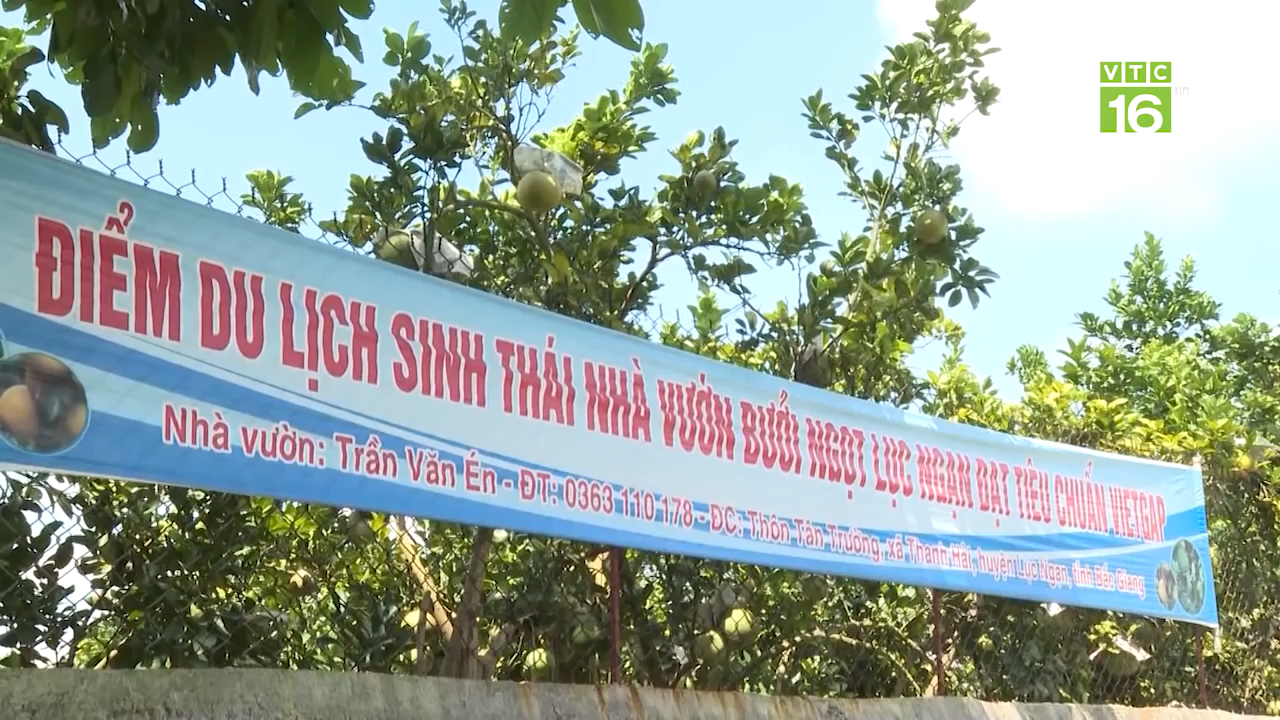 VTC
16
ĐIỂM DU LỊCH SINH THÁI NHÀ VƯỜN BƯỞI NGỌT LỤC NGẠN ĐẠT TIÊU CHUẨN VIETGAP
Nhà vườn: Trần Văn Én - ĐT: 0363 110 178 - ĐC: Thôn Tân Trường, xã Thanh Hải, huyện Lục Ngạn, tỉnh Bắc Giang